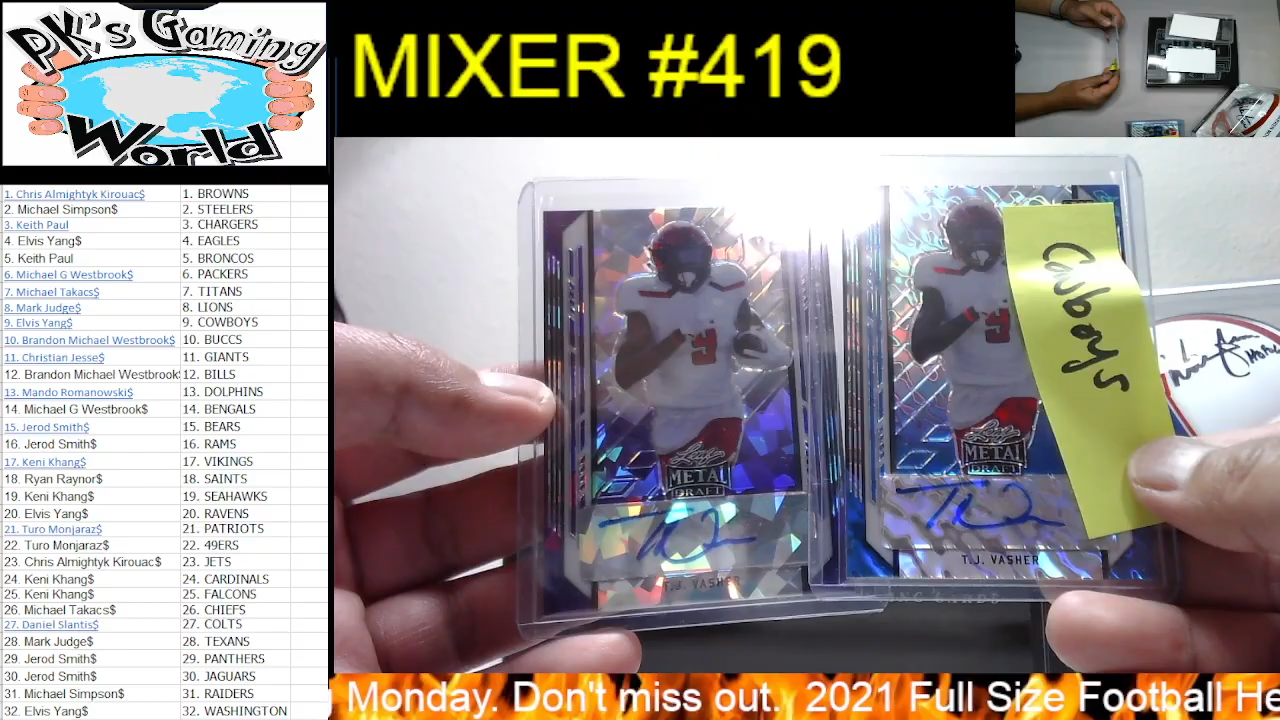 PK's Gaming
World
MIXER #419
1. Chris Almightyk Kirouac$ 1. BROWNS
2. Michael Simpson$ 2. STEELERS
3. Keith Paul 3. CHARGERS
4. Elvis Yang$ 4. EAGLES
5. Keith Paul 5. BRONCOS
6. Michael G Westbrook$ 6. PACKERS
7. Michael Takacs$ 7. TITANS
8. Mark Judge$ 8. LIONS
9. Elvis Yang$ 9. COWBOYS
10. Brandon Michael Westbrook$ 10. BUCCS
11. Christian Jesse$ 11. GIANTS
12. Brandon Michael Westbrook 12. BILLS
13. Mando Romanowski$ 13. DOLPHINS
14. Michael G Westbrook$ 14. BENGALS
15. Jerod Smith$ 15. BEARS
16. Jerod Smith$ 16. RAMS
17. Keni Khang$ 17. VIKINGS
18. Ryan Raynor$ 18. SAINTS
19. Keni Khang$ 19. SEAHAWKS
20. Elvis Yang$ 20. RAVENS
21. Turo Monjaraz$ 21. PATRIOTS
22. Turo Monjaraz$ 22. 49ERS
23. Chris Almightyk Kirouac$ 23. JETS
24. Keni Khang$ 24. CARDINALS
25. Keni Khang$ 25. FALCONS
26. Michael Takacs$ 26. CHIEFS
27. Daniel Slantis$ 27. COLTS
28. Mark Judge$ 28. TEXANS
29. Jerod Smith$ 29. PANTHERS
30. Jerod Smith$ 30. JAGUARS
31. Michael Simpson$ 31. RAIDERS
32. Elvis Yang$ 32. WASHINGTON
9
Leaf
METAL
DRAFT
T.J. VASHER
9
Leaf
METAL
DRAFT
T.J. VASHER
Cowboys
Monday. Don't miss out. 2021 Full Size Football He